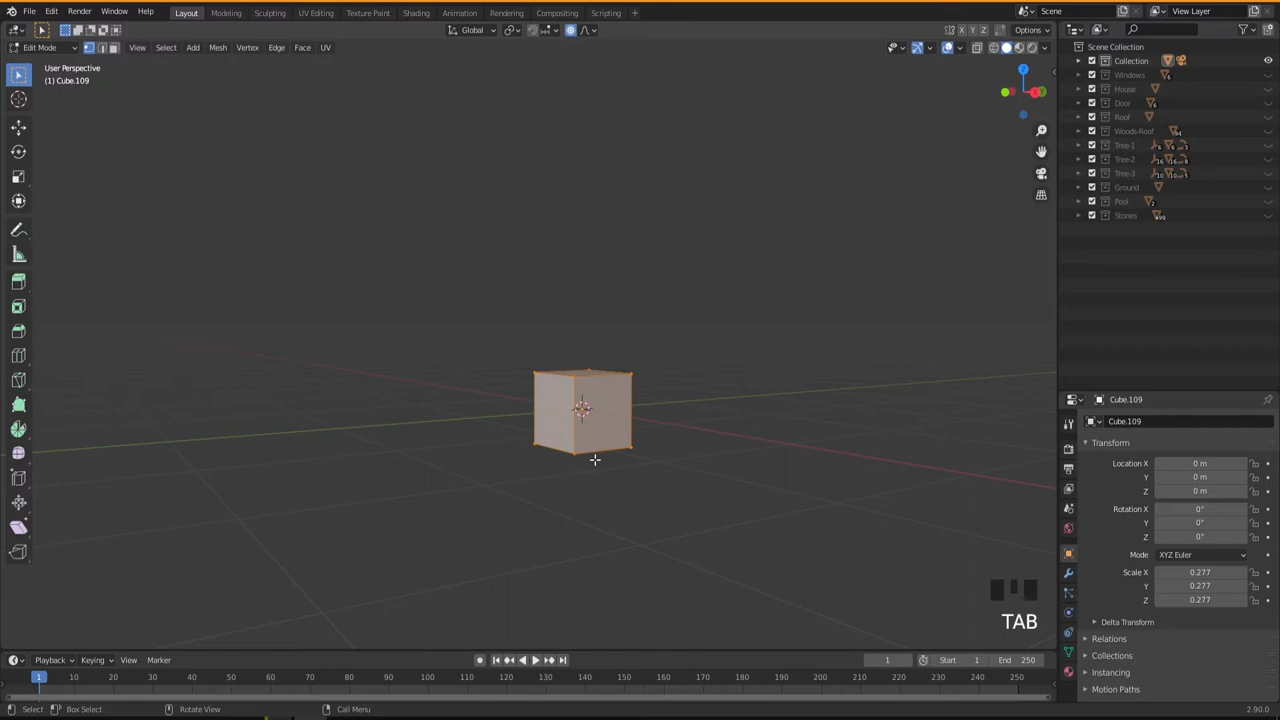 File Edit Render Window Help Layout Modeling Sculpting UV Editing Texture Paint Shading Animation Rendering Compositing Scripting + Scene View Layer
Global Options
Edit Mode View Select Add Mesh Vertex Edge Face UV X Y Z
User Perspective
(1) Cube.109
Scene Collection
Collection
Windows
House
Door
Roof
Woods-Roof
Tree-1
Tree-2
Tree-3
Ground
Pool
Stones
Cube.109
Cube.109
Transform
Location X 0 m
Y 0 m
Z 0 m
Rotation X 0°
Y 0°
Z 0°
Mode XYZ Euler
Scale X 0.277
Y 0.277
Z 0.277
Delta Transform
Relations
Collections
Instancing
Motion Paths
TAB
Playback Keying View Marker 1 Start 1 End 250
1 10 20 30 40 50 60 70 80 90 100 110 120 130 140 150 160 170 180 190 200 210 220 230 240 250
Select Box Select Rotate View Call Menu 2.90.0